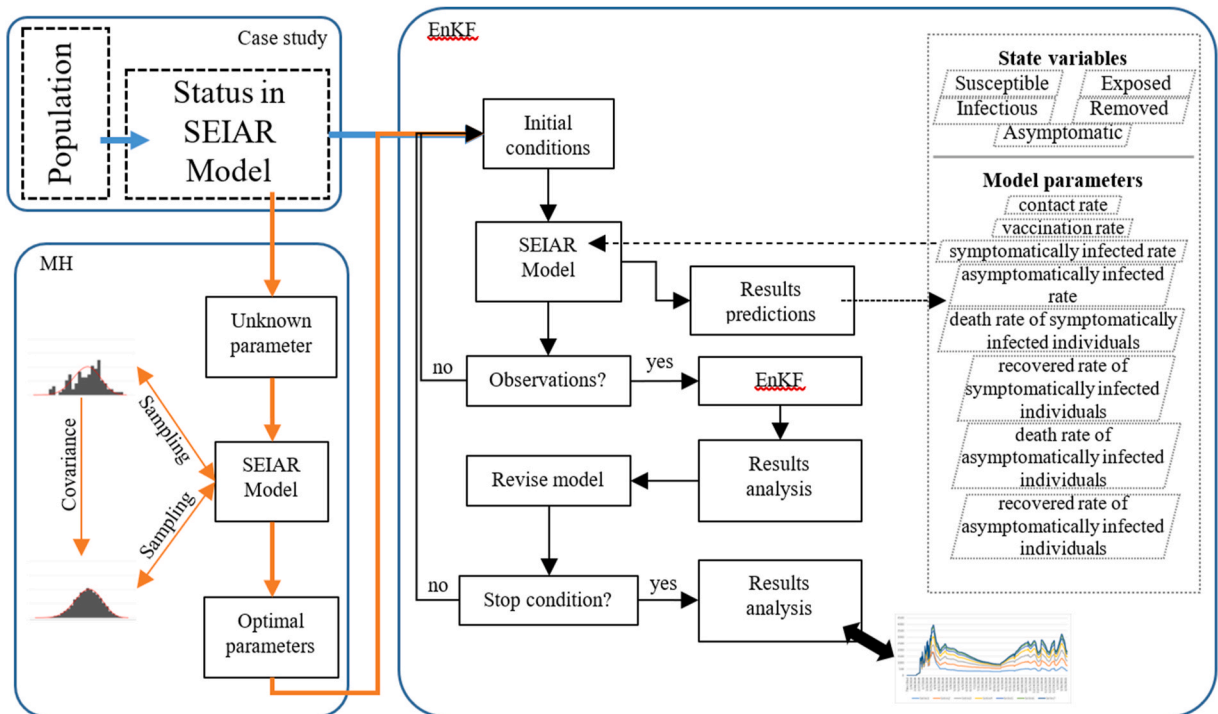 Case study
Population
Status in
SEIAR
Model
MH
Unknown
parameter
Sampling
Covariance
Sampling
SEIAR
Model
Optimal
parameters
EnKF
Initial
conditions
SEIAR
Model
Results
predictions
no
Observations?
yes
EnKF
Revise model
Results
analysis
no
Stop condition?
yes
Results
analysis
State variables
Susceptible
Exposed
Infectious
Removed
Asymptomatic
Model parameters
contact rate
vaccination rate
symptomatically infected rate
asymptomatically infected
rate
death rate of symptomatically
infected individuals
recovered rate of
symptomatically infected
individuals
death rate of
asymptomatically infected
individuals
recovered rate of
asymptomatically infected
individuals